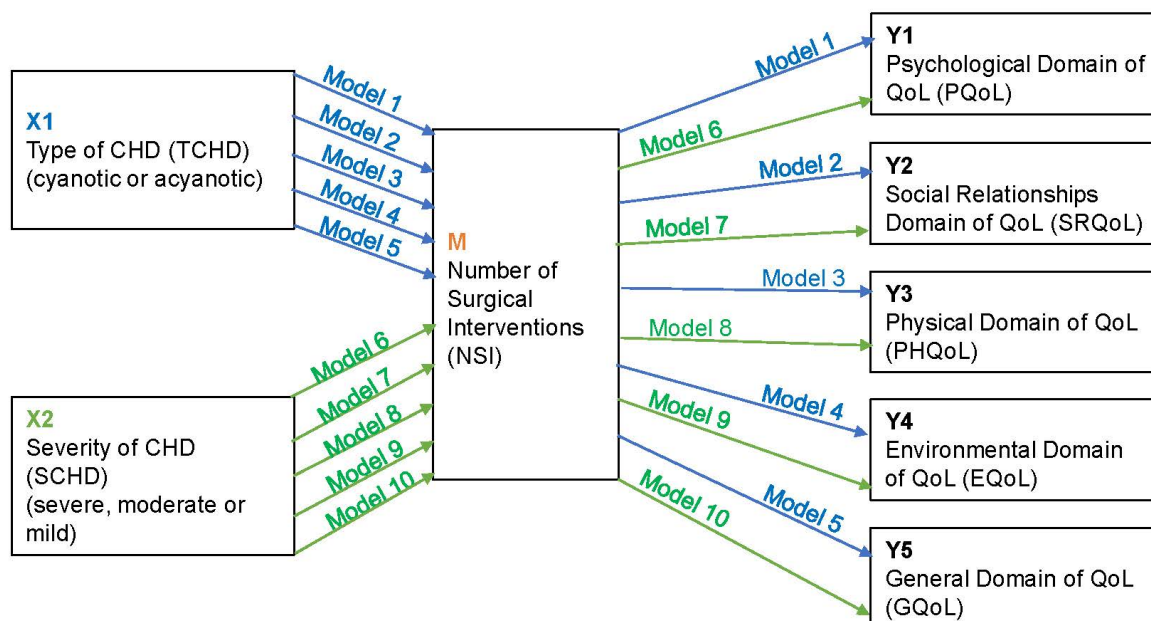 X1
Type of CHD (TCHD)
(cyanotic or acyanotic)
Model 1
Model 2
Model 3
Model 4
Model 5
X2
Severity of CHD
(SCHD)
(severe, moderate or
mild)
Model 6
Model 7
Model 8
Model 9
Model 10
M
Number of
Surgical
Interventions
(NSI)
Model 1
Model 6
Model 2
Model 7
Model 3
Model 8
Model 4
Model 9
Model 5
Model 10
Y1
Psychological Domain of
QoL (PQoL)
Y2
Social Relationships
Domain of QoL (SRQoL)
Y3
Physical Domain of QoL
(PHQoL)
Y4
Environmental Domain
of QoL (EQoL)
Y5
General Domain of QoL
(GQoL)